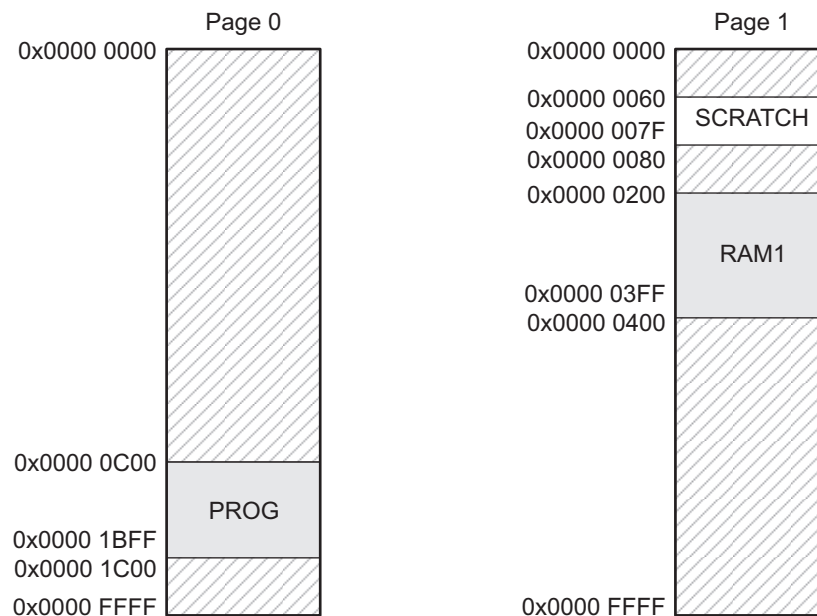 Page 0
0x0000 0000
0x0000 0C00
PROG
0x0000 1BFF
0x0000 1C00
0x0000 FFFF
Page 1
0x0000 0000
0x0000 0060
SCRATCH
0x0000 007F
0x0000 0080
0x0000 0200
RAM1
0x0000 03FF
0x0000 0400
0x0000 FFFF